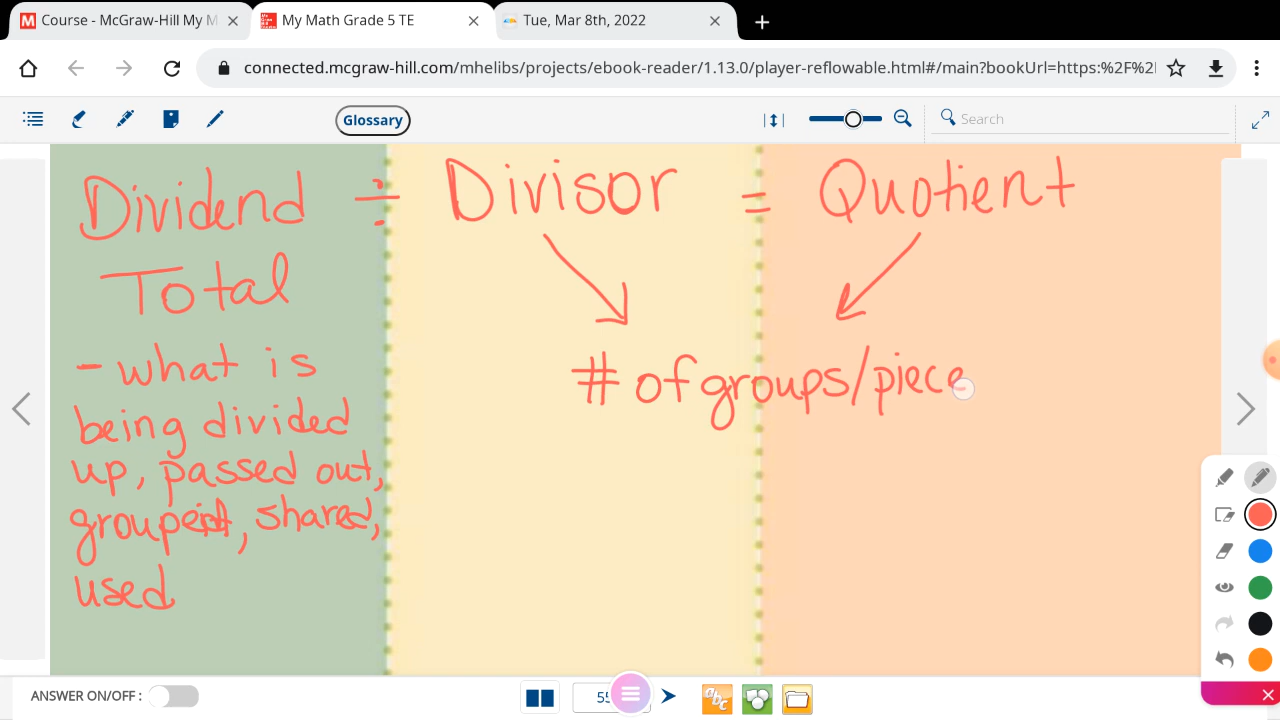 Course - McGraw-Hill My M
My Math Grade 5 TE
Tue, Mar 8th, 2022
connected.mcgraw-hill.com/mhelibs/projects/ebook-reader/1.13.0/player-reflowable.html#/main?bookUrl=https:%2F%2
Glossary
Search
Dividend ÷ Divisor = Quotient
Total
- what is
being divided
up, passed out,
grouped, shared,
used
# of groups/piece
ANSWER ON/OFF :
55
abc